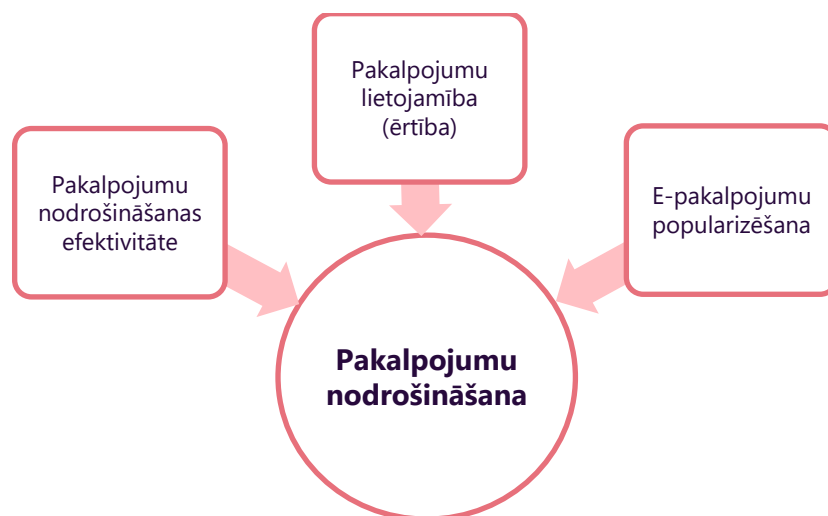 Pakalpojumu
lietojamība
(ērtība)
Pakalpojumu
nodrošināšanas
efektivitāte
E-pakalpojumu
popularizēšana
Pakalpojumu
nodrošināšana